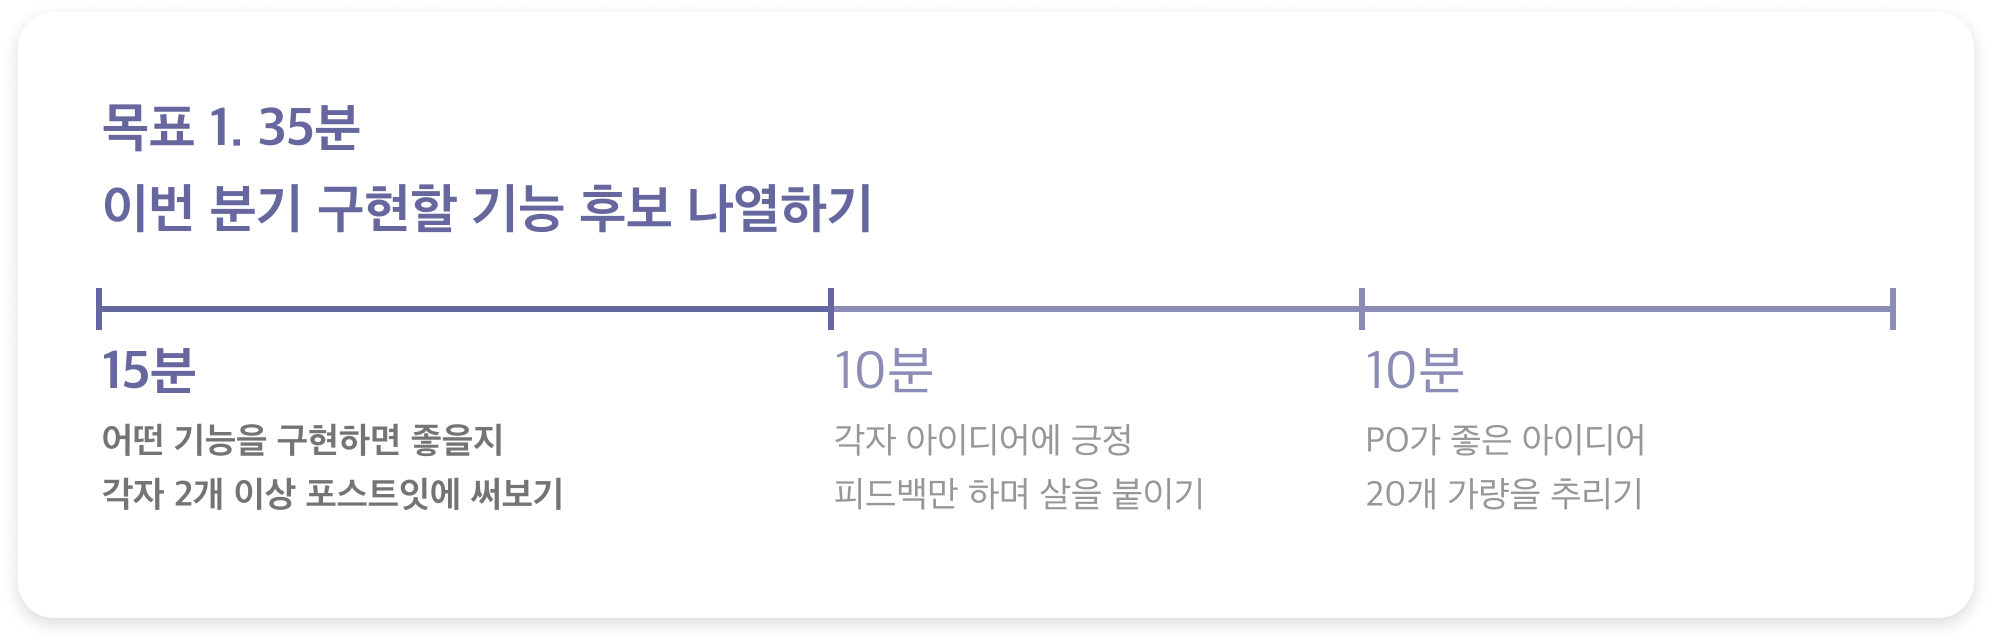 목표 1. 35분
이번 분기 구현할 기능 후보 나열하기
15분
어떤 기능을 구현하면 좋을지
각자 2개 이상 포스트잇에 써보기
10분
각자 아이디어에 긍정
피드백만 하며 살을 붙이기
10분
PO가 좋은 아이디어
20개 가량을 추리기